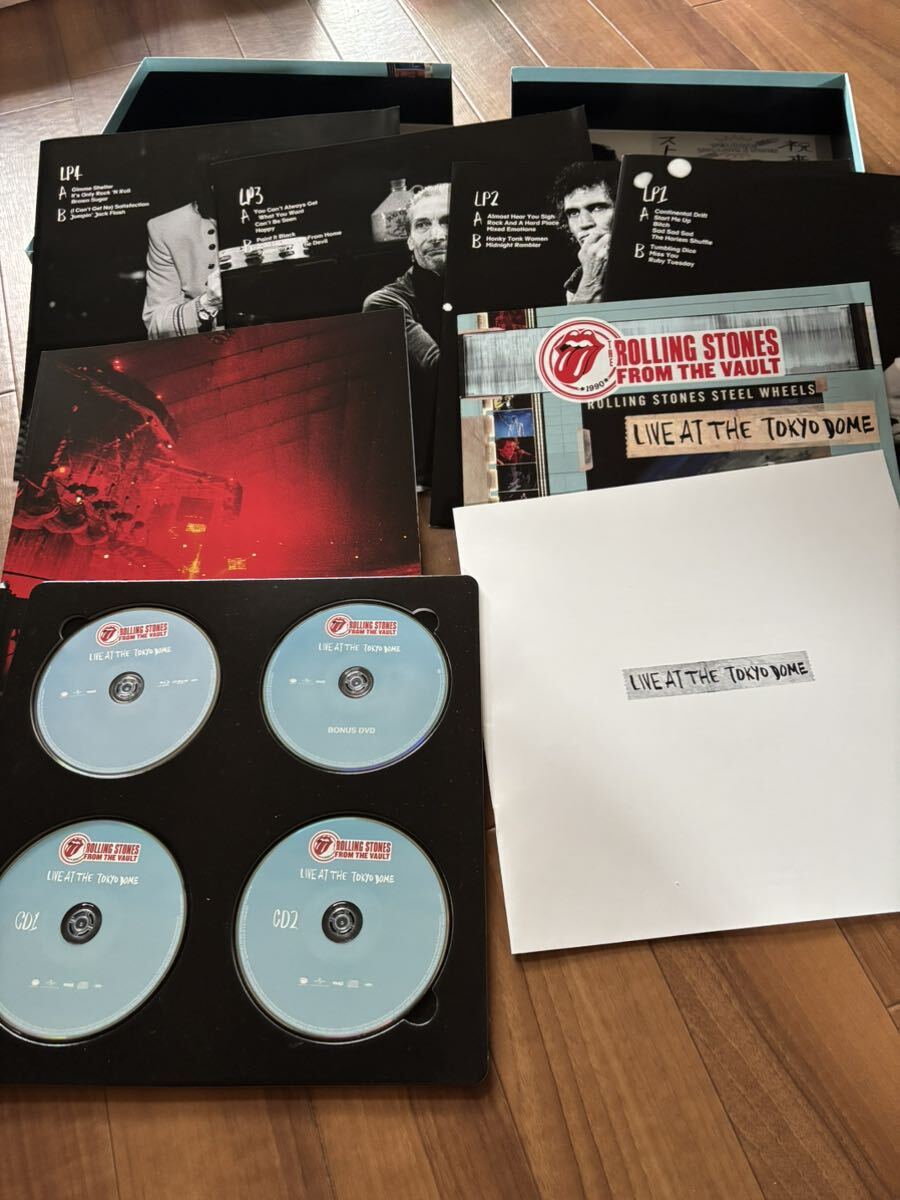 LP4
A Gimme Shelter
It's Only Rock 'N Roll
Brown Sugar
B (I Can't Get No) Satisfaction
Jumpin' Jack Flash
LP3
A You Can't Always Get
What You Want
Can't Be Seen
Happy
B Paint It Black
From Home
The Devil
LP2
A Almost Hear You Sigh
Rock And A Hard Place
Mixed Emotions
B Honky Tonk Women
Midnight Rambler
LP1
A Continental Drift
Start Me Up
Bitch
Sad Sad Sad
The Harlem Shuffle
B Tumbling Dice
Miss You
Ruby Tuesday
THE ROLLING STONES
FROM THE VAULT
1990
ROLLING STONES STEEL WHEELS
LIVE AT THE TOKYO DOME
LIVE AT THE TOKYO DOME
ROLLING STONES
FROM THE VAULT
LIVE AT THE TOKYO DOME
ROLLING STONES
FROM THE VAULT
LIVE AT THE TOKYO DOME
BONUS DVD
ROLLING STONES
FROM THE VAULT
LIVE AT THE TOKYO DOME
CD1
ROLLING STONES
FROM THE VAULT
LIVE AT THE TOKYO DOME
CD2